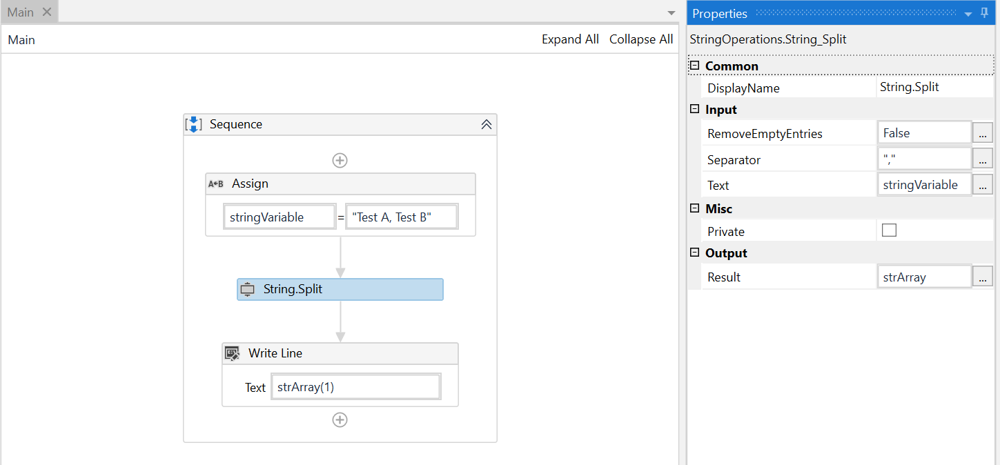 Main
Main
Expand All Collapse All
Sequence
A B Assign
stringVariable = "Test A, Test B"
String.Split
Write Line
Text strArray(1)
Properties
StringOperations.String_Split
Common
DisplayName String.Split
Input
RemoveEmptyEntries False ...
Separator "," ...
Text stringVariable ...
Misc
Private
Output
Result strArray ...